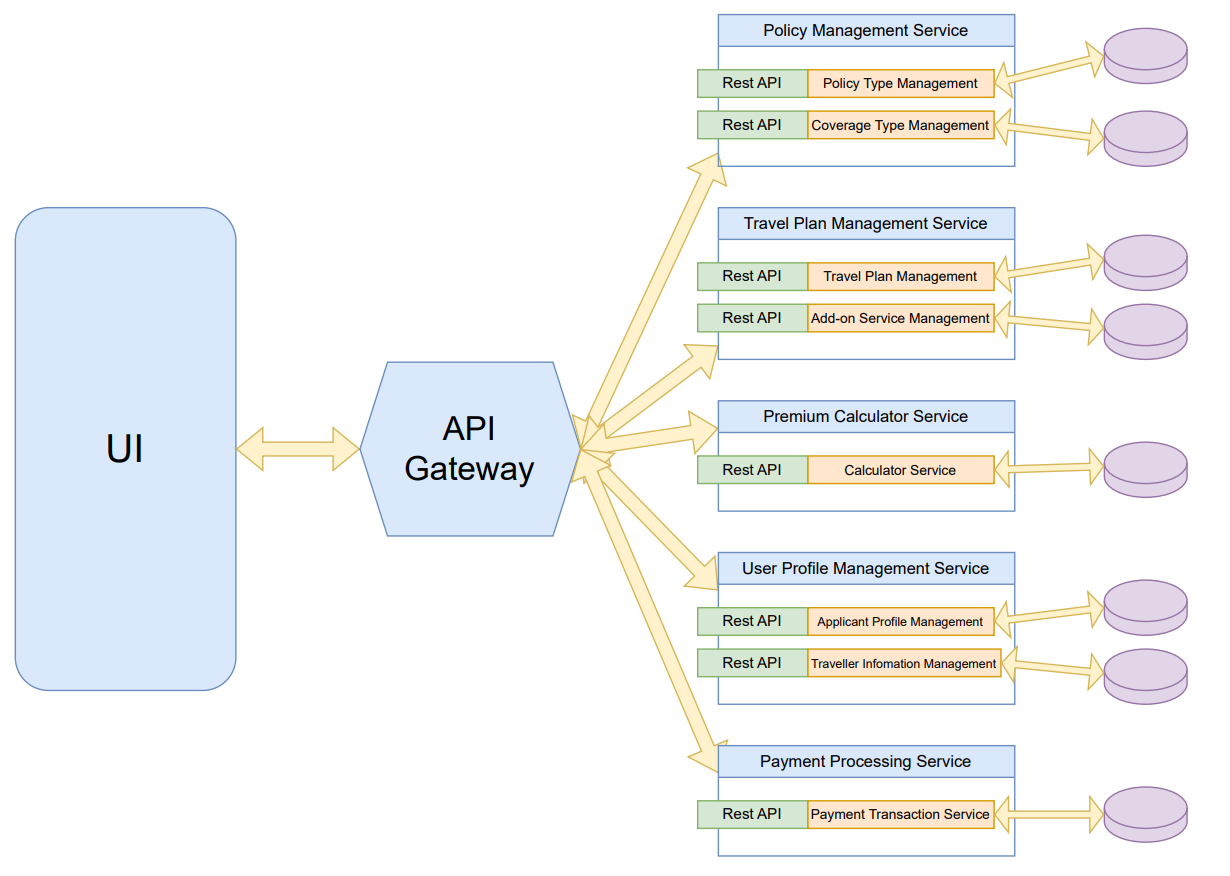 UI
API
Gateway
Policy Management Service
Rest API Policy Type Management
Rest API Coverage Type Management
Travel Plan Management Service
Rest API Travel Plan Management
Rest API Add-on Service Management
Premium Calculator Service
Rest API Calculator Service
User Profile Management Service
Rest API Applicant Profile Management
Rest API Traveller Infomation Management
Payment Processing Service
Rest API Payment Transaction Service